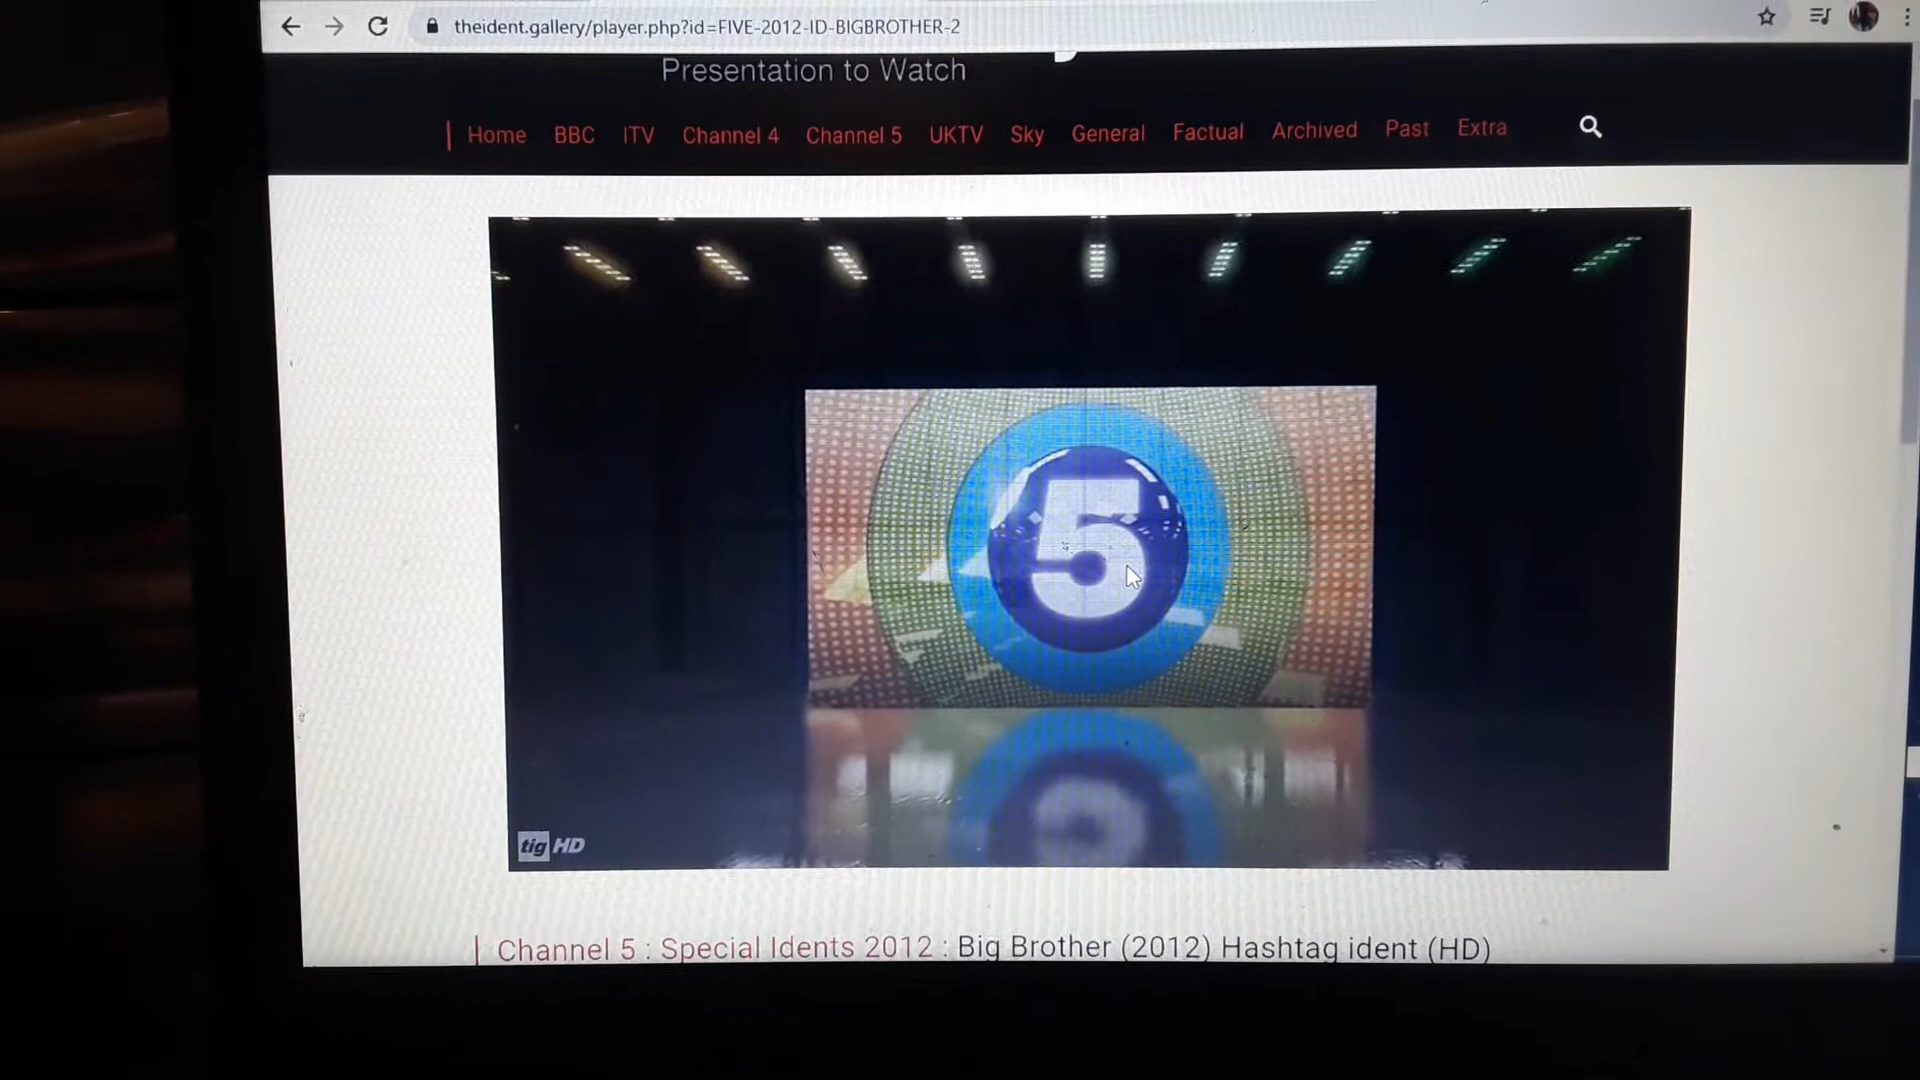 theident.gallery/player.php?id=FIVE-2012-ID-BIGBROTHER-2
Presentation to Watch
Home BBC ITV Channel 4 Channel 5 UKTV Sky General Factual Archived Past Extra
5
tig HD
Channel 5 : Special Idents 2012 : Big Brother (2012) Hashtag ident (HD)